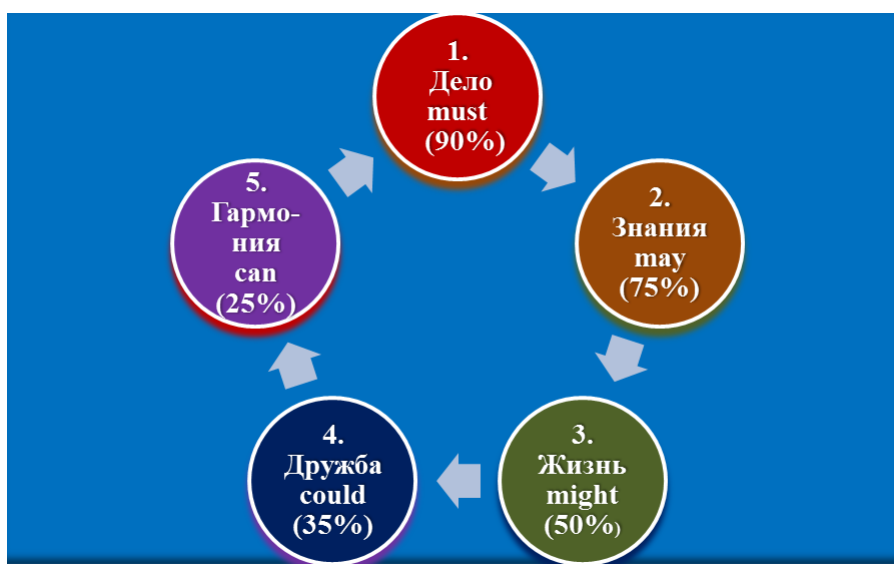 1.
Дело
must
(90%)
2.
Знания
may
(75%)
3.
Жизнь
might
(50%)
4.
Дружба
could
(35%)
5.
Гармо-
ния
can
(25%)